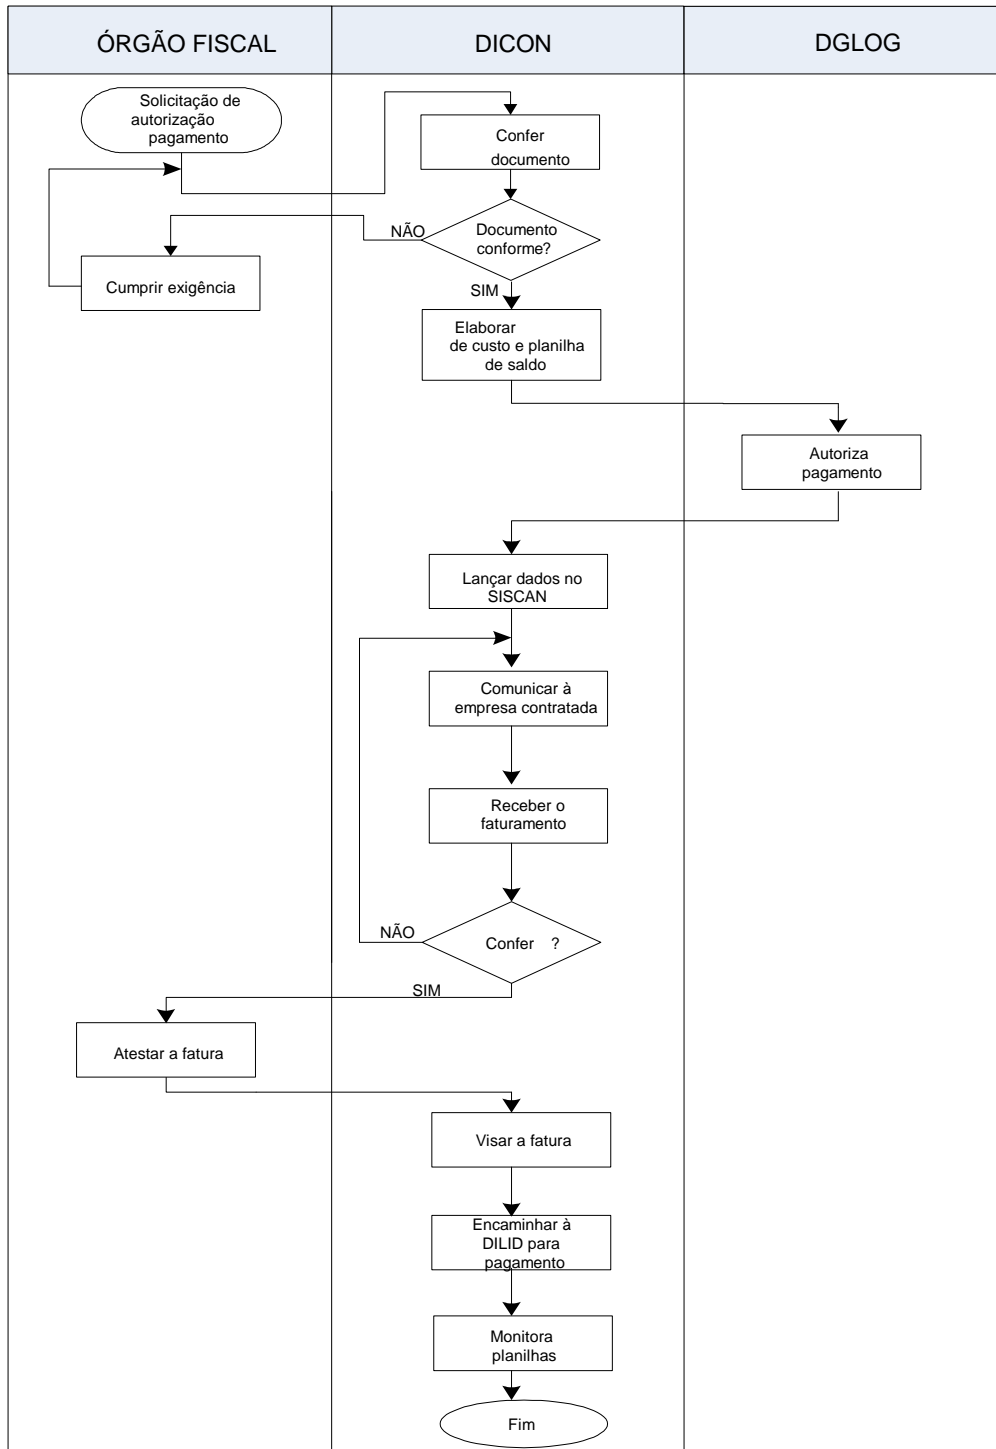 ÓRGÃO FISCAL
DICON
DGLOG
Solicitação de
autorização
pagamento
Confer
documento
NÃO
Documento
conforme?
Cumprir exigência
SIM
Elaborar
de custo e planilha
de saldo
Autoriza
pagamento
Lançar dados no
SISCAN
Comunicar à
empresa contratada
Receber o
faturamento
NÃO
Confer ?
SIM
Atestar a fatura
Visar a fatura
Encaminhar à
DILID para
pagamento
Monitora
planilhas
Fim